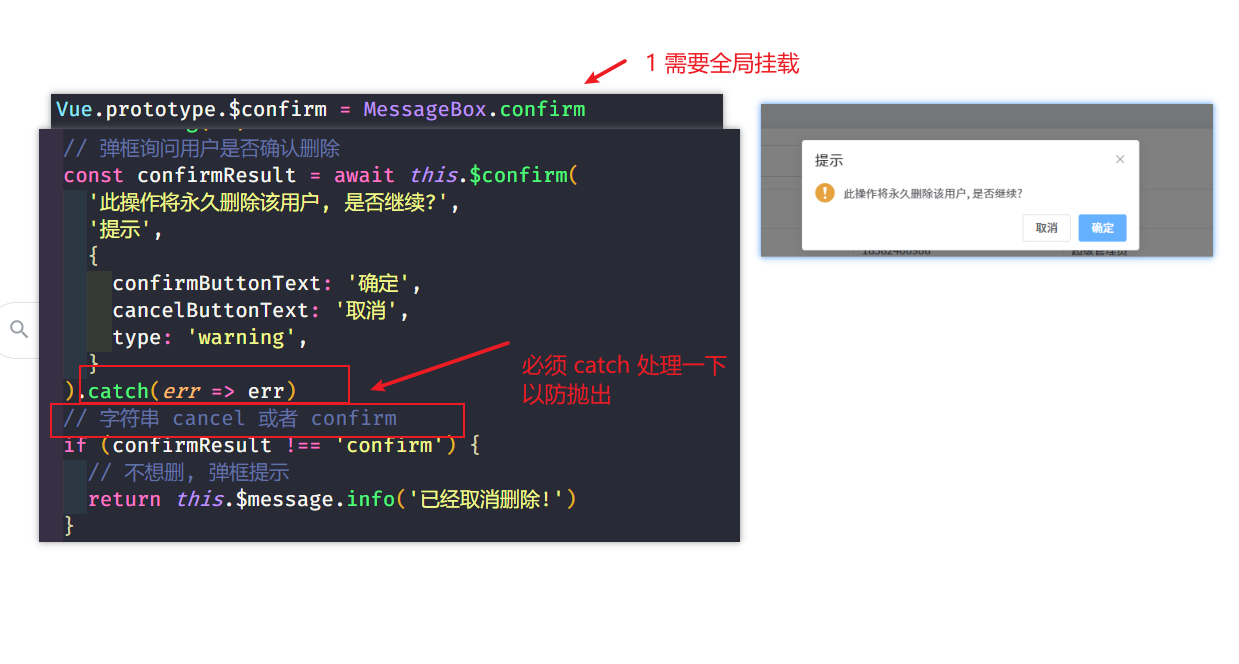 1 需要全局挂载
Vue.prototype.$confirm = MessageBox.confirm
// 弹框询问用户是否确认删除
const confirmResult = await this.$confirm(
'此操作将永久删除该用户, 是否继续?',
'提示',
{
confirmButtonText: '确定',
cancelButtonText: '取消',
type: 'warning',
}
).catch(err => err)
必须 catch 处理一下
以防抛出
// 字符串 cancel 或者 confirm
if (confirmResult !== 'confirm') {
// 不想删, 弹框提示
return this.$message.info('已经取消删除!')
}
提示
此操作将永久删除该用户, 是否继续?
取消
确定